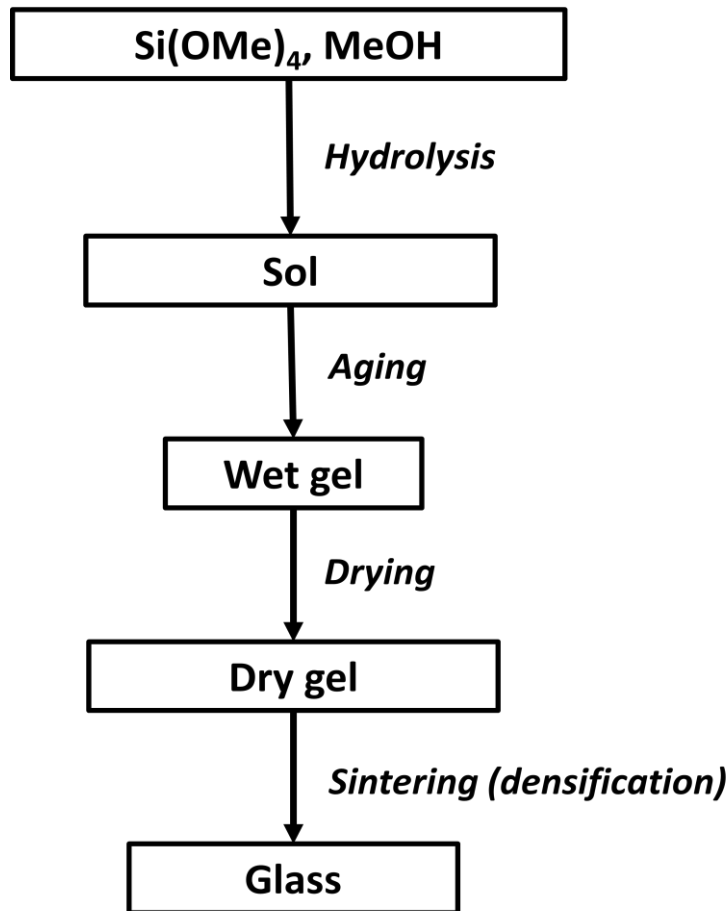 Si(OMe)₄, MeOH
Hydrolysis
Sol
Aging
Wet gel
Drying
Dry gel
Sintering (densification)
Glass